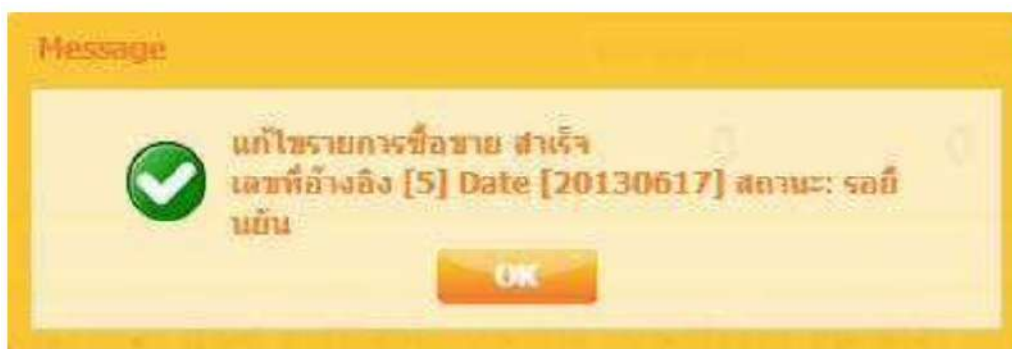 Message
แก้ไขรายการซื้อขาย สำเร็จ
เลขที่อ้างอิง [5] Date [20130617] สถานะ: รอยื
นยัน
OK